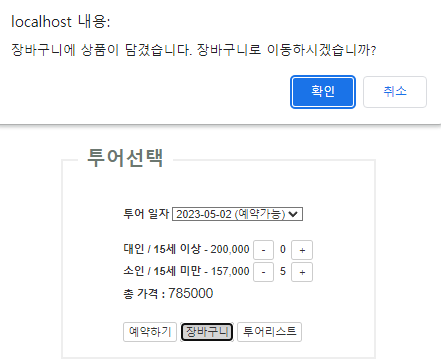 localhost 내용:
장바구니에 상품이 담겼습니다. 장바구니로 이동하시겠습니까?
확인 취소
투어선택
투어 일자 2023-05-02 (예약가능)
대인 / 15세 이상 - 200,000 - 0 +
소인 / 15세 미만 - 157,000 - 5 +
총 가격 : 785000
예약하기 장바구니 투어리스트